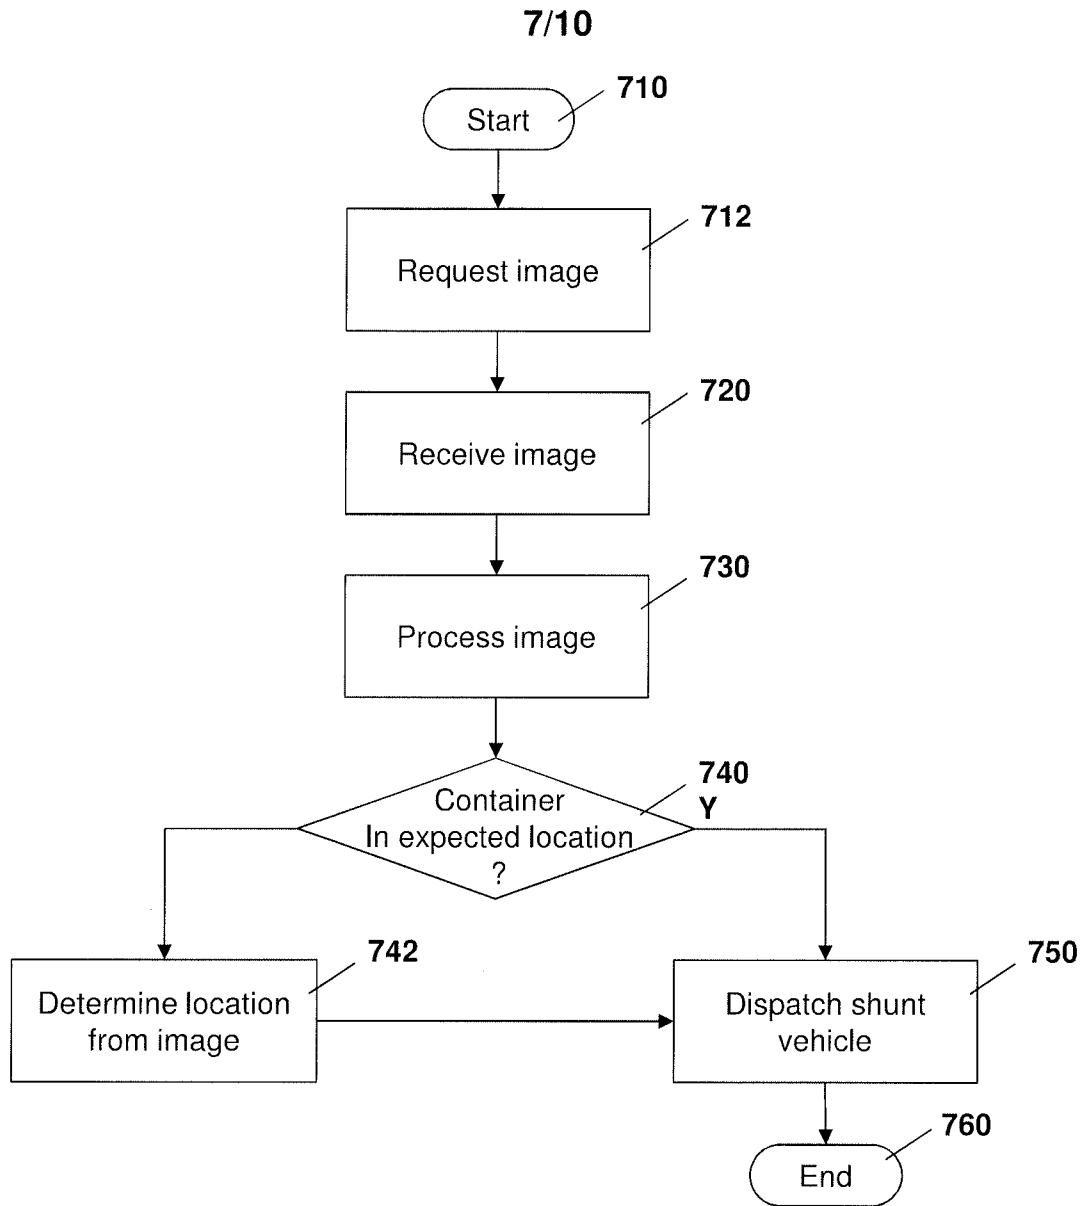 7/10
710
Start
712
Request image
720
Receive image
730
Process image
740
Container
Y
In expected location
?
742
750
Determine location
from image
Dispatch shunt
vehicle
760
End